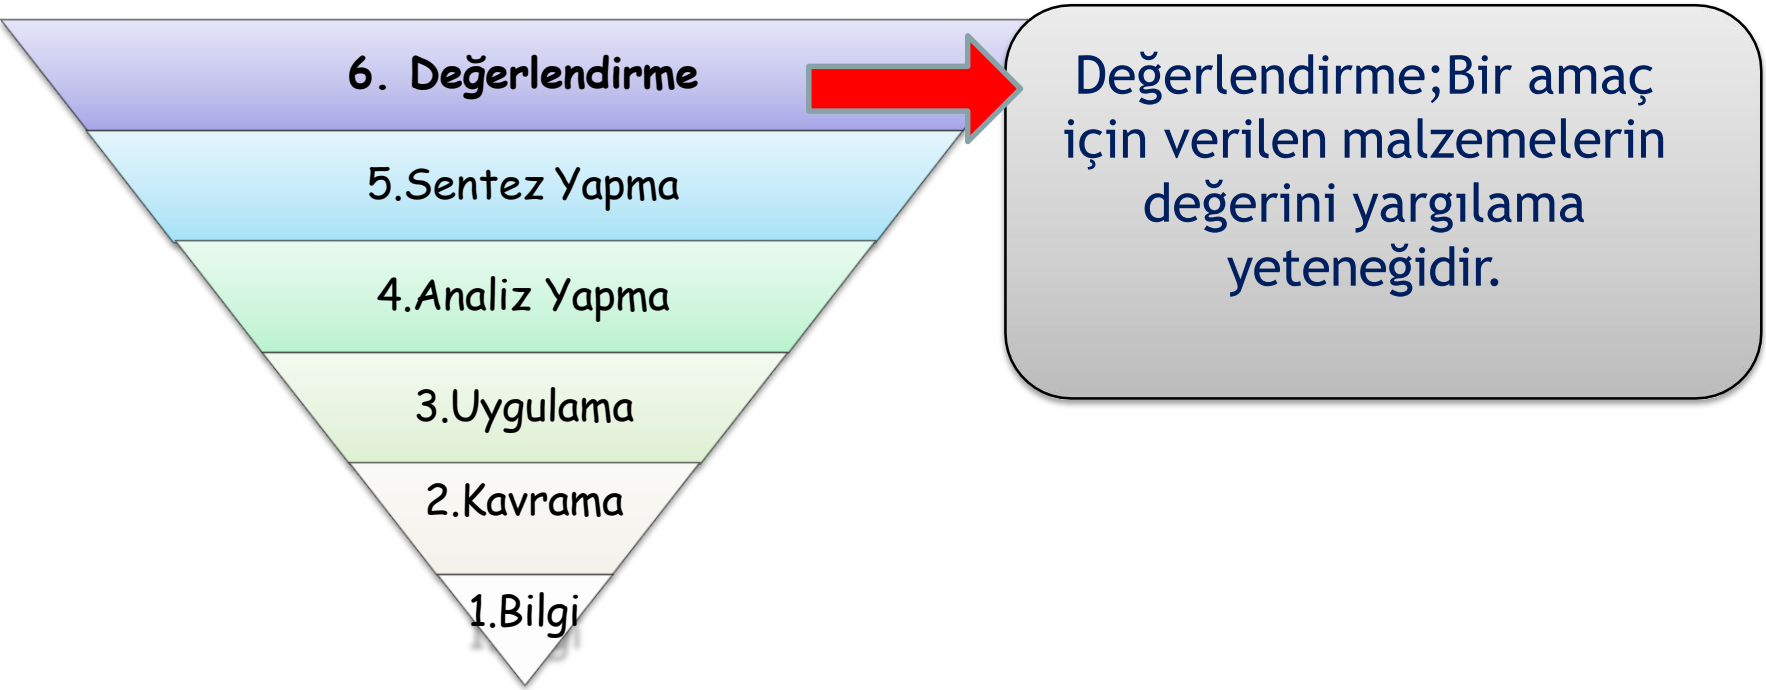 6. Değerlendirme
5.Sentez Yapma
4.Analiz Yapma
3.Uygulama
2.Kavrama
1.Bilgi
Değerlendirme;Bir amaç
için verilen malzemelerin
değerini yargılama
yeteneğidir.